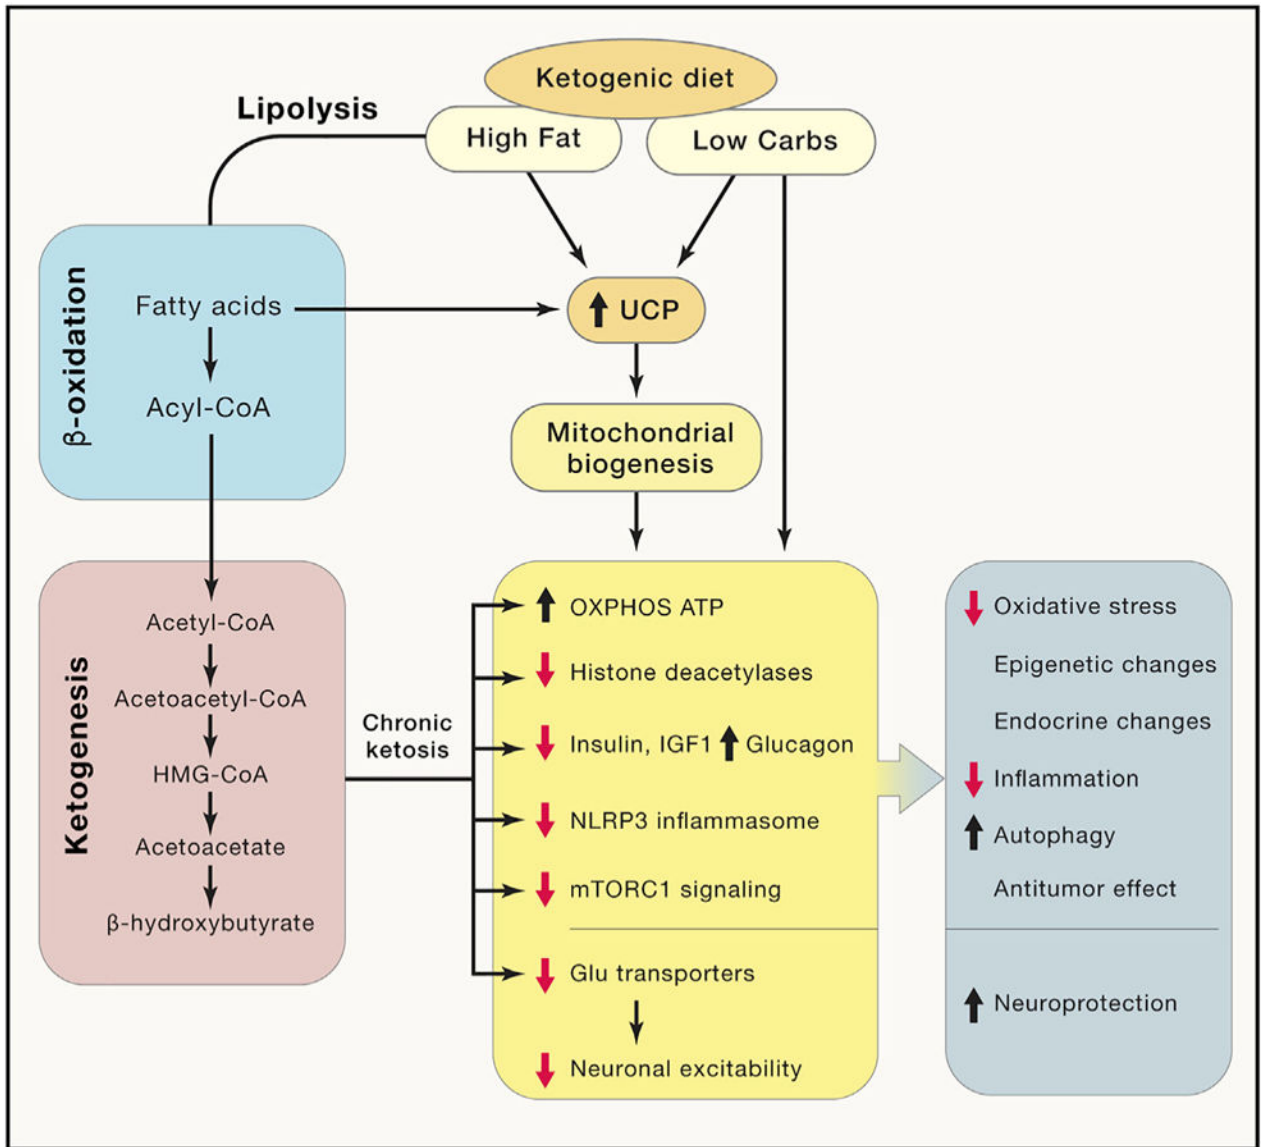 Ketogenic diet
Lipolysis
High Fat
Low Carbs
β-oxidation
Fatty acids
Acyl-CoA
UCP
Mitochondrial
biogenesis
Ketogenesis
Acetyl-CoA
Acetoacetyl-CoA
HMG-CoA
Acetoacetate
β-hydroxybutyrate
Chronic
ketosis
OXPHOS ATP
Histone deacetylases
Insulin, IGF1 Glucagon
NLRP3 inflammasome
mTORC1 signaling
Glu transporters
Neuronal excitability
Oxidative stress
Epigenetic changes
Endocrine changes
Inflammation
Autophagy
Antitumor effect
Neuroprotection